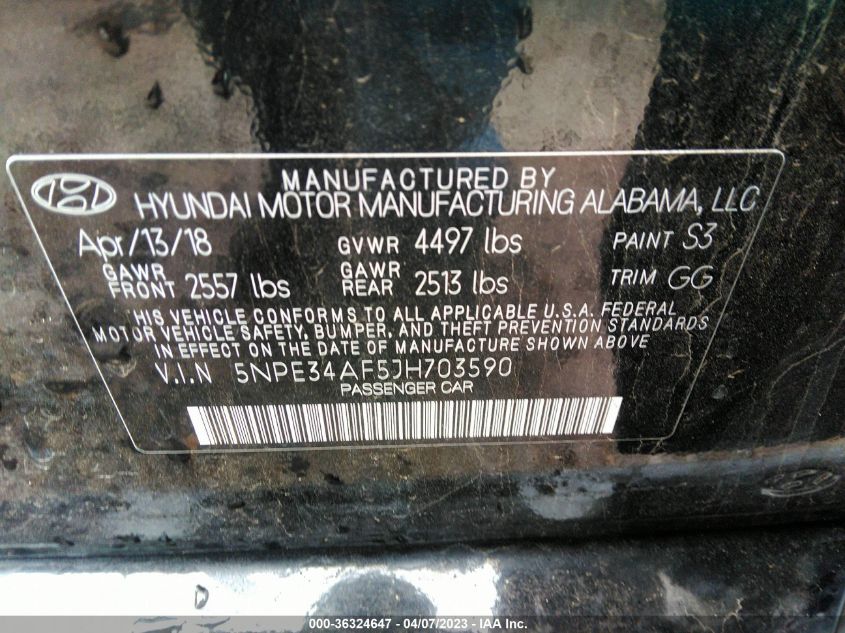 MANUFACTURED BY
HYUNDAI MOTOR MANUFACTURING ALABAMA, LLC
Apr/13/18 GVWR 4497 lbs PAINT S3
GAWR FRONT 2557 lbs GAWR REAR 2513 lbs TRIM GG
THIS VEHICLE CONFORMS TO ALL APPLICABLE U.S.A. FEDERAL
MOTOR VEHICLE SAFETY, BUMPER, AND THEFT PREVENTION STANDARDS
IN EFFECT ON THE DATE OF MANUFACTURE SHOWN ABOVE
V.I.N 5NPE34AF5JH703590
PASSENGER CAR
000-36324647 - 04/07/2023 - IAA Inc.